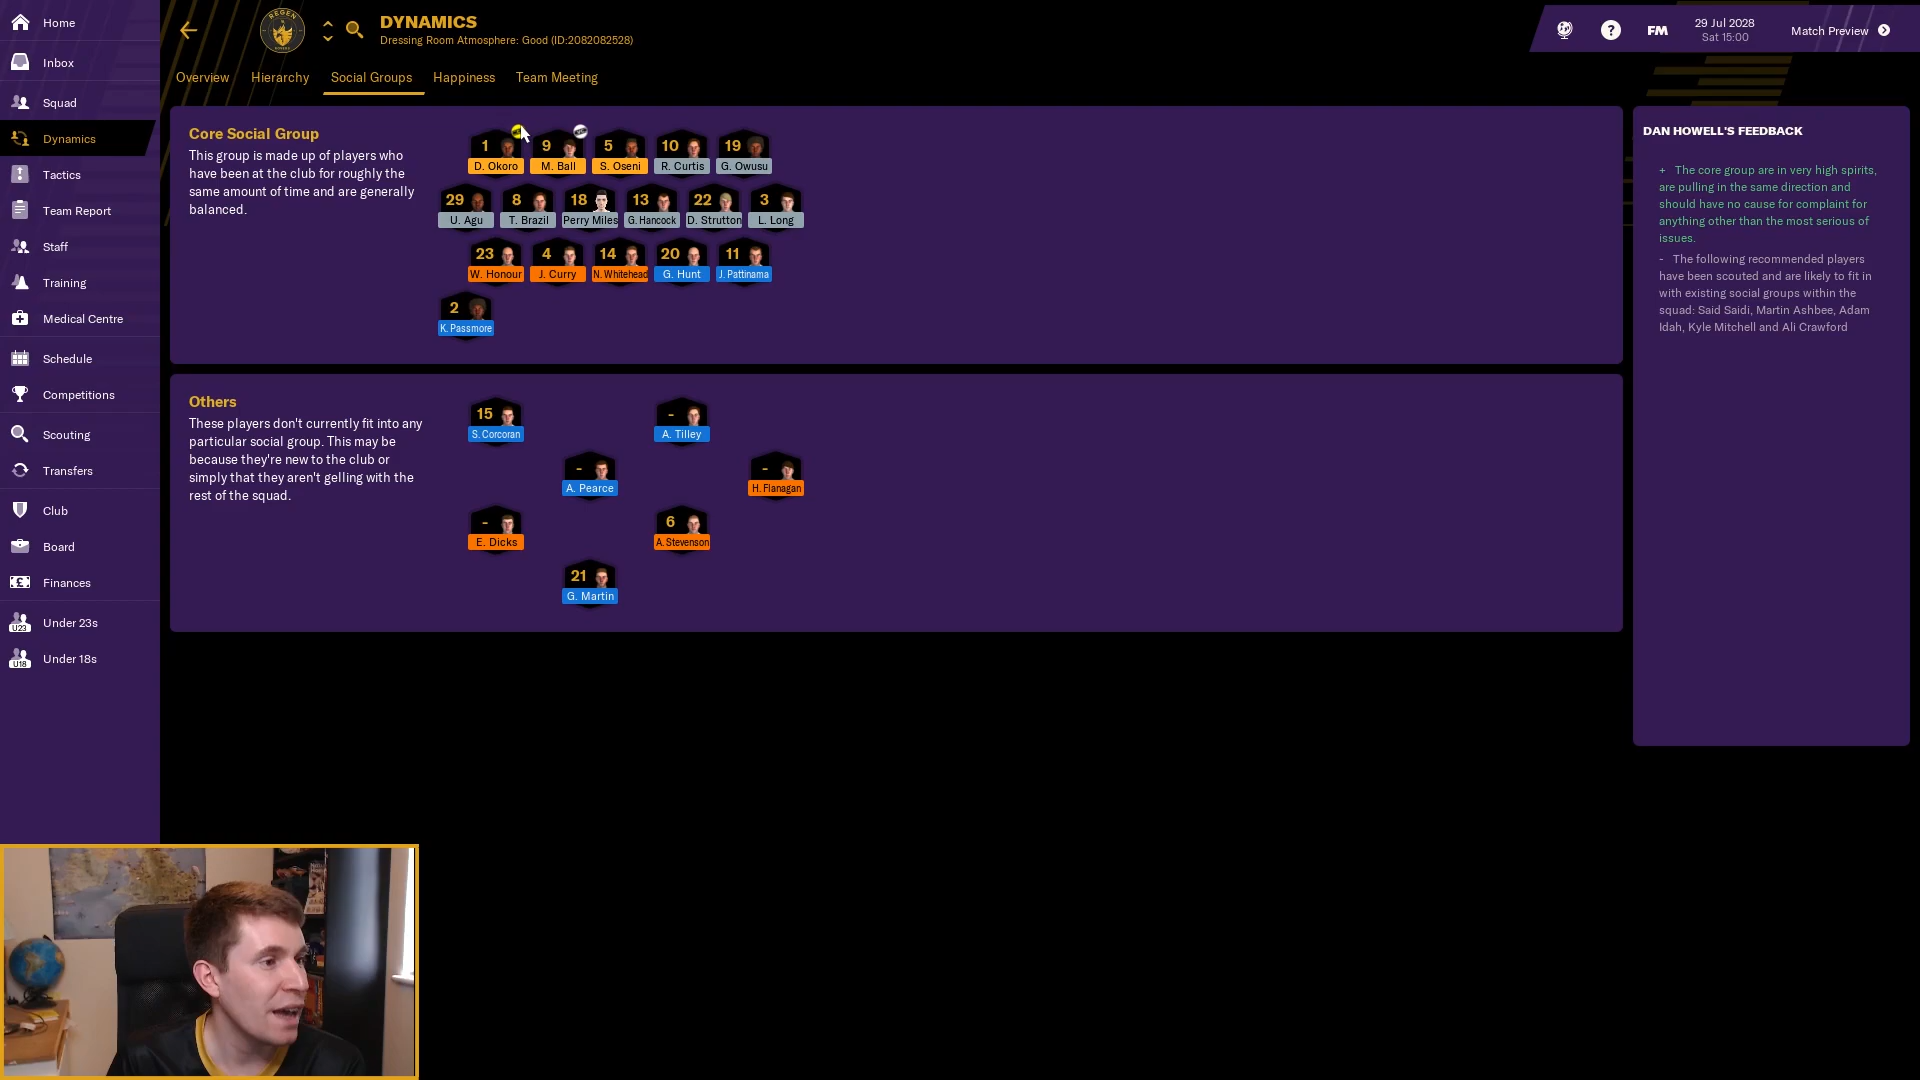 Home
Inbox
Squad
Dynamics
Tactics
Team Report
Staff
Training
Medical Centre
Schedule
Competitions
Scouting
Transfers
Club
Board
Finances
U23
Under 23s
U18
Under 18s
REGEN
DYNAMICS
Dressing Room Atmosphere: Good (ID:2082082528)
?
FM
29 Jul 2028
Sat 15:00
Match Preview
Overview
Hierarchy
Social Groups
Happiness
Team Meeting
Core Social Group
This group is made up of players who
have been at the club for roughly the
same amount of time and are generally
balanced.
1 9 5 10 19
D. Okoro M. Ball S. Oseni R. Curtis G. Owusu
29 8 18 13 22 3
U. Agu T. Brazil Perry Miles G. Hancock D. Strutton L. Long
23 4 14 20 11
W. Honour J. Curry N. Whitehead G. Hunt J. Pattinama
2
K. Passmore
Others
These players don't currently fit into any
particular social group. This may be
because they're new to the club or
simply that they aren't gelling with the
rest of the squad.
15 -
S. Corcoran A. Tilley
- -
A. Pearce H. Flanagan
- 6
E. Dicks A. Stevenson
21
G. Martin
DAN HOWELL'S FEEDBACK
+ The core group are in very high spirits,
are pulling in the same direction and
should have no cause for complaint for
anything other than the most serious of
issues.
- The following recommended players
have been scouted and are likely to fit in
with existing social groups within the
squad: Said Saidi, Martin Ashbee, Adam
Idah, Kyle Mitchell and Ali Crawford